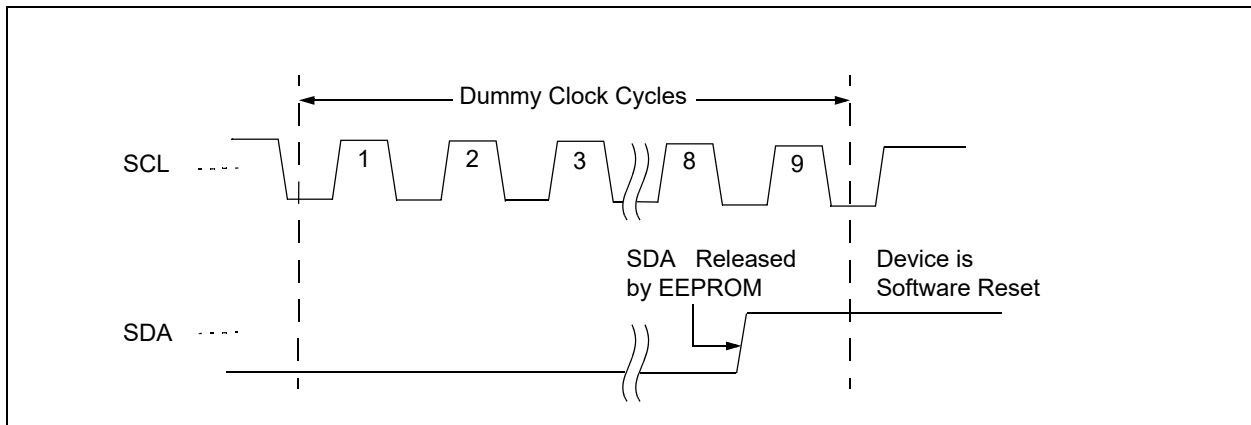 Dummy Clock Cycles
SCL
1 2 3 8 9
SDA Released
by EEPROM
Device is
Software Reset
SDA